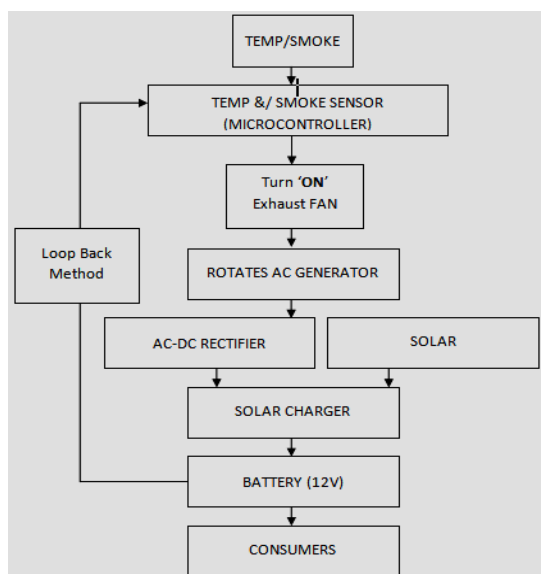 TEMP/SMOKE
TEMP &/ SMOKE SENSOR
(MICROCONTROLLER)
Turn ‘ON’
Exhaust FAN
Loop Back
Method
ROTATES AC GENERATOR
AC-DC RECTIFIER
SOLAR
SOLAR CHARGER
BATTERY (12V)
CONSUMERS